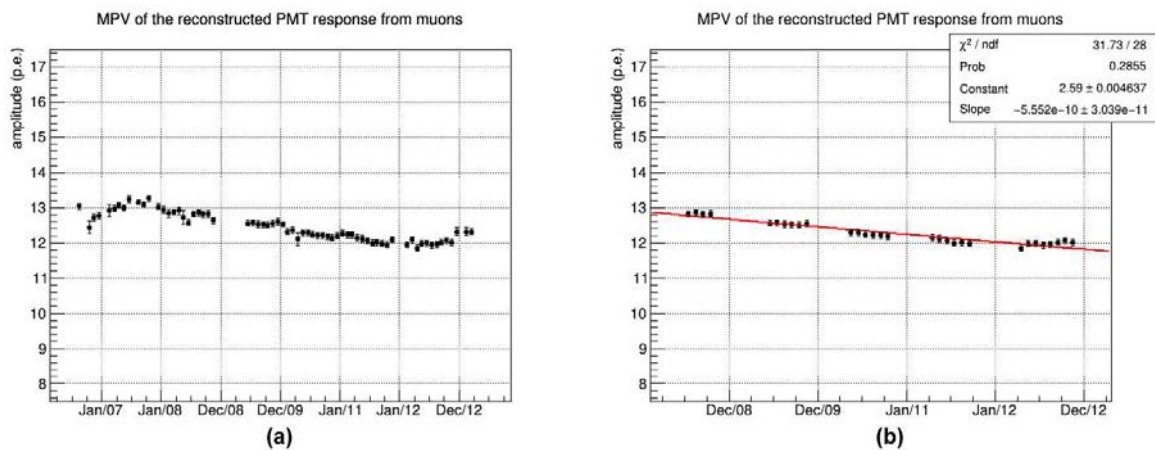 MPV of the reconstructed PMT response from muons
amplitude (p.e.)
17
16
15
14
13
12
11
10
9
8
Jan/07 Jan/08 Dec/08 Dec/09 Jan/11 Jan/12 Dec/12
(a)
MPV of the reconstructed PMT response from muons
χ² / ndf 31.73 / 28
Prob 0.2855
Constant 2.59 ± 0.004637
Slope −5.552e-10 ± 3.039e-11
amplitude (p.e.)
17
16
15
14
13
12
11
10
9
8
Dec/08 Dec/09 Jan/11 Jan/12 Dec/12
(b)